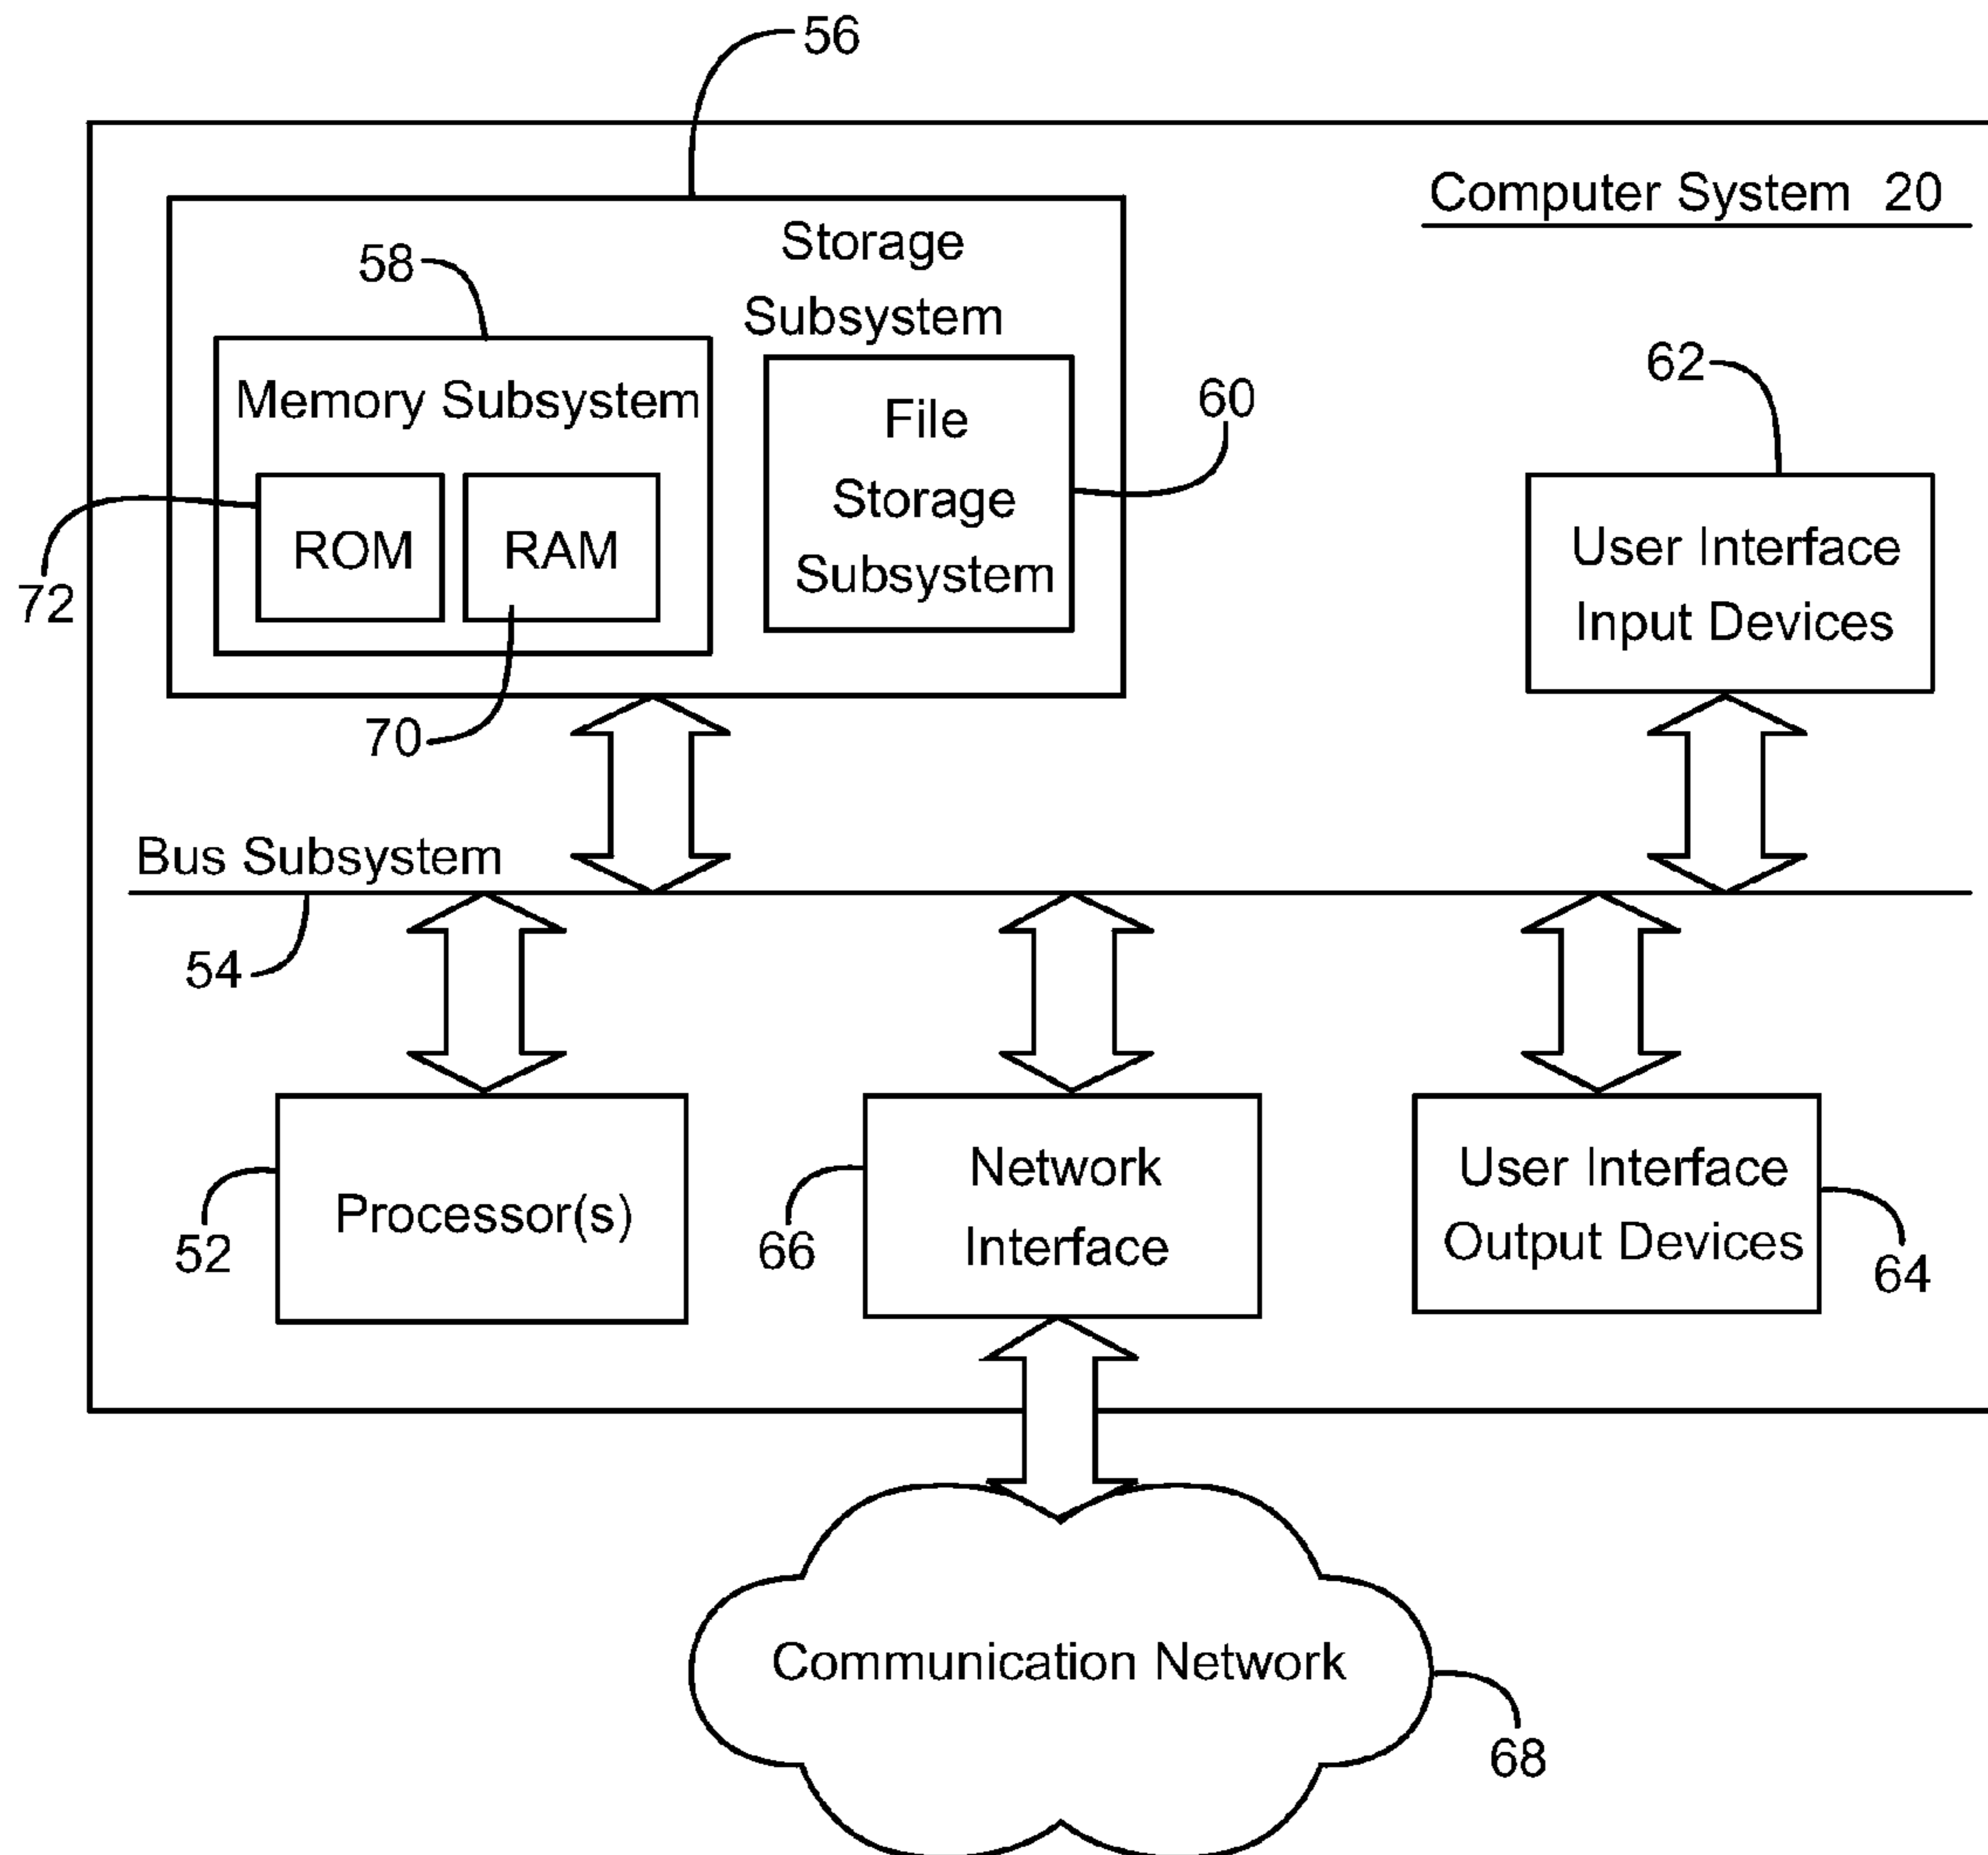 56
Computer System 20
Storage
Subsystem
58
Memory Subsystem
File
Storage
Subsystem
60
62
ROM
RAM
72
70
User Interface
Input Devices
Bus Subsystem
54
Processor(s)
52
Network
Interface
66
User Interface
Output Devices
64
Communication Network
68